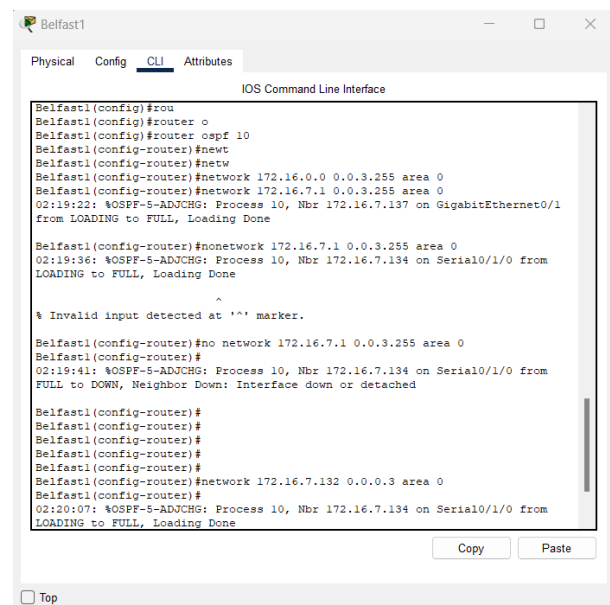 Belfast1
Physical Config CLI Attributes
IOS Command Line Interface
Belfast1(config)#rou
Belfast1(config)#router o
Belfast1(config)#router ospf 10
Belfast1(config-router)#newt
Belfast1(config-router)#netw
Belfast1(config-router)#network 172.16.0.0 0.0.3.255 area 0
Belfast1(config-router)#network 172.16.7.1 0.0.3.255 area 0
02:19:22: %OSPF-5-ADJCHG: Process 10, Nbr 172.16.7.137 on GigabitEthernet0/1
from LOADING to FULL, Loading Done
Belfast1(config-router)#nonetwork 172.16.7.1 0.0.3.255 area 0
02:19:36: %OSPF-5-ADJCHG: Process 10, Nbr 172.16.7.134 on Serial0/1/0 from
LOADING to FULL, Loading Done
^
% Invalid input detected at '^' marker.
Belfast1(config-router)#no network 172.16.7.1 0.0.3.255 area 0
Belfast1(config-router)#
02:19:41: %OSPF-5-ADJCHG: Process 10, Nbr 172.16.7.134 on Serial0/1/0 from
FULL to DOWN, Neighbor Down: Interface down or detached
Belfast1(config-router)#
Belfast1(config-router)#
Belfast1(config-router)#
Belfast1(config-router)#
Belfast1(config-router)#
Belfast1(config-router)#network 172.16.7.132 0.0.0.3 area 0
Belfast1(config-router)#
02:20:07: %OSPF-5-ADJCHG: Process 10, Nbr 172.16.7.134 on Serial0/1/0 from
LOADING to FULL, Loading Done
Copy Paste
Top